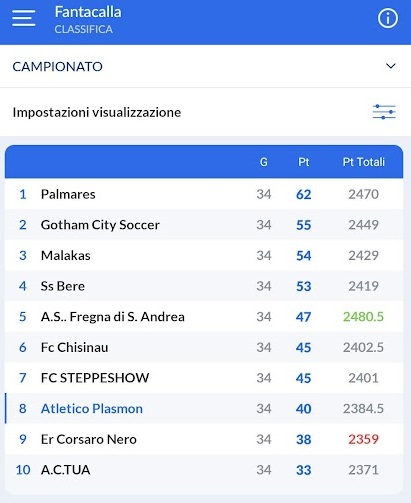 Fantacalla
CLASSIFICA
CAMPIONATO
Impostazioni visualizzazione
G Pt Pt Totali
1 Palmares 34 62 2470
2 Gotham City Soccer 34 55 2449
3 Malakas 34 54 2429
4 Ss Bere 34 53 2419
5 A.S.. Fregna di S. Andrea 34 47 2480.5
6 Fc Chisinau 34 45 2402.5
7 FC STEPPESHOW 34 45 2401
8 Atletico Plasmon 34 40 2384.5
9 Er Corsaro Nero 34 38 2359
10 A.C.TUA 34 33 2371